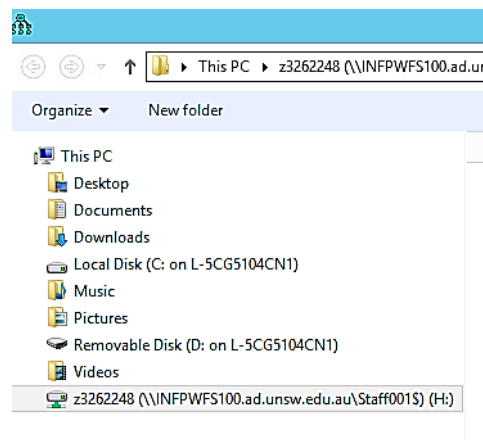 This PC z3262248 (\\INFPWFS100.ad.ur
Organize New folder
This PC
Desktop
Documents
Downloads
Local Disk (C: on L-5CG5104CN1)
Music
Pictures
Removable Disk (D: on L-5CG5104CN1)
Videos
z3262248 (\\INFPWFS100.ad.unsw.edu.au\Staff001$) (H:)